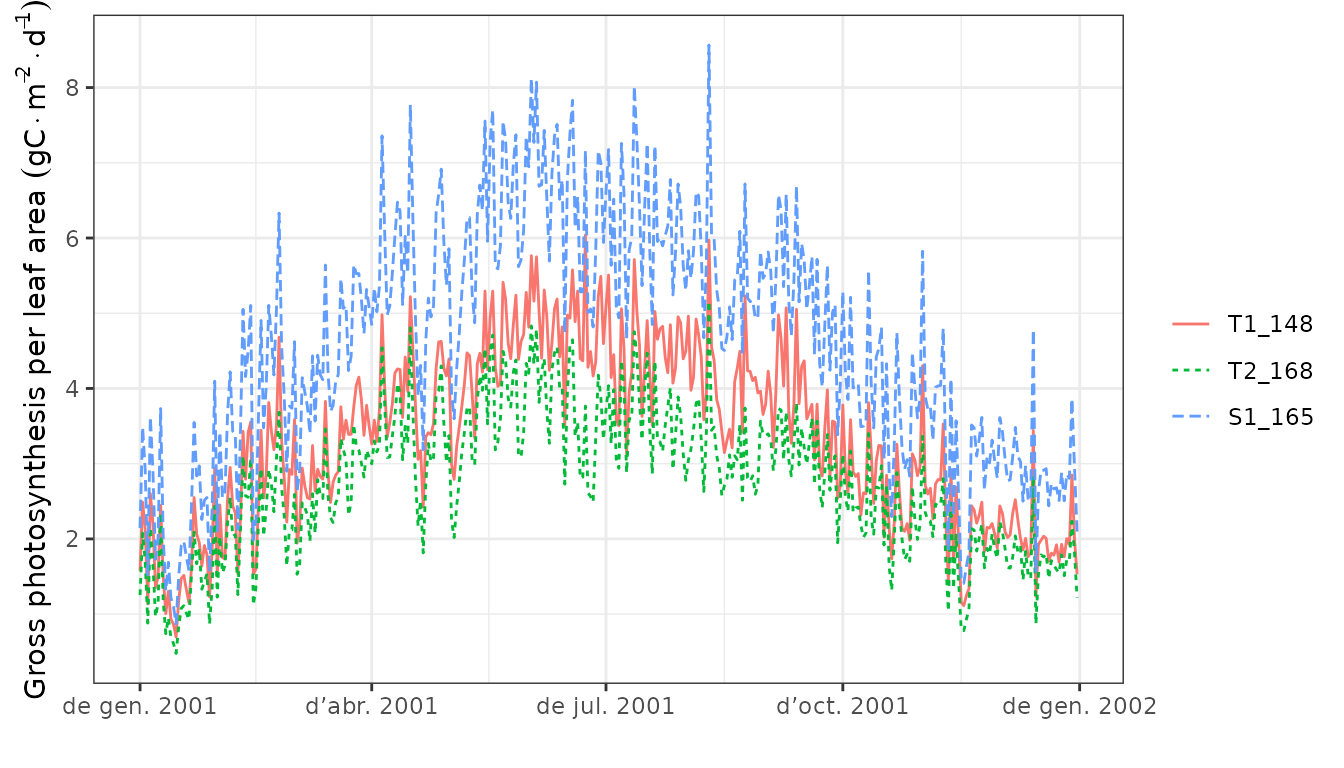 Gross photosynthesis per leaf area (gC · m⁻² · d⁻¹)
8
6
4
2
de gen. 2001 d’abr. 2001 de jul. 2001 d’oct. 2001 de gen. 2002
T1_148
T2_168
S1_165